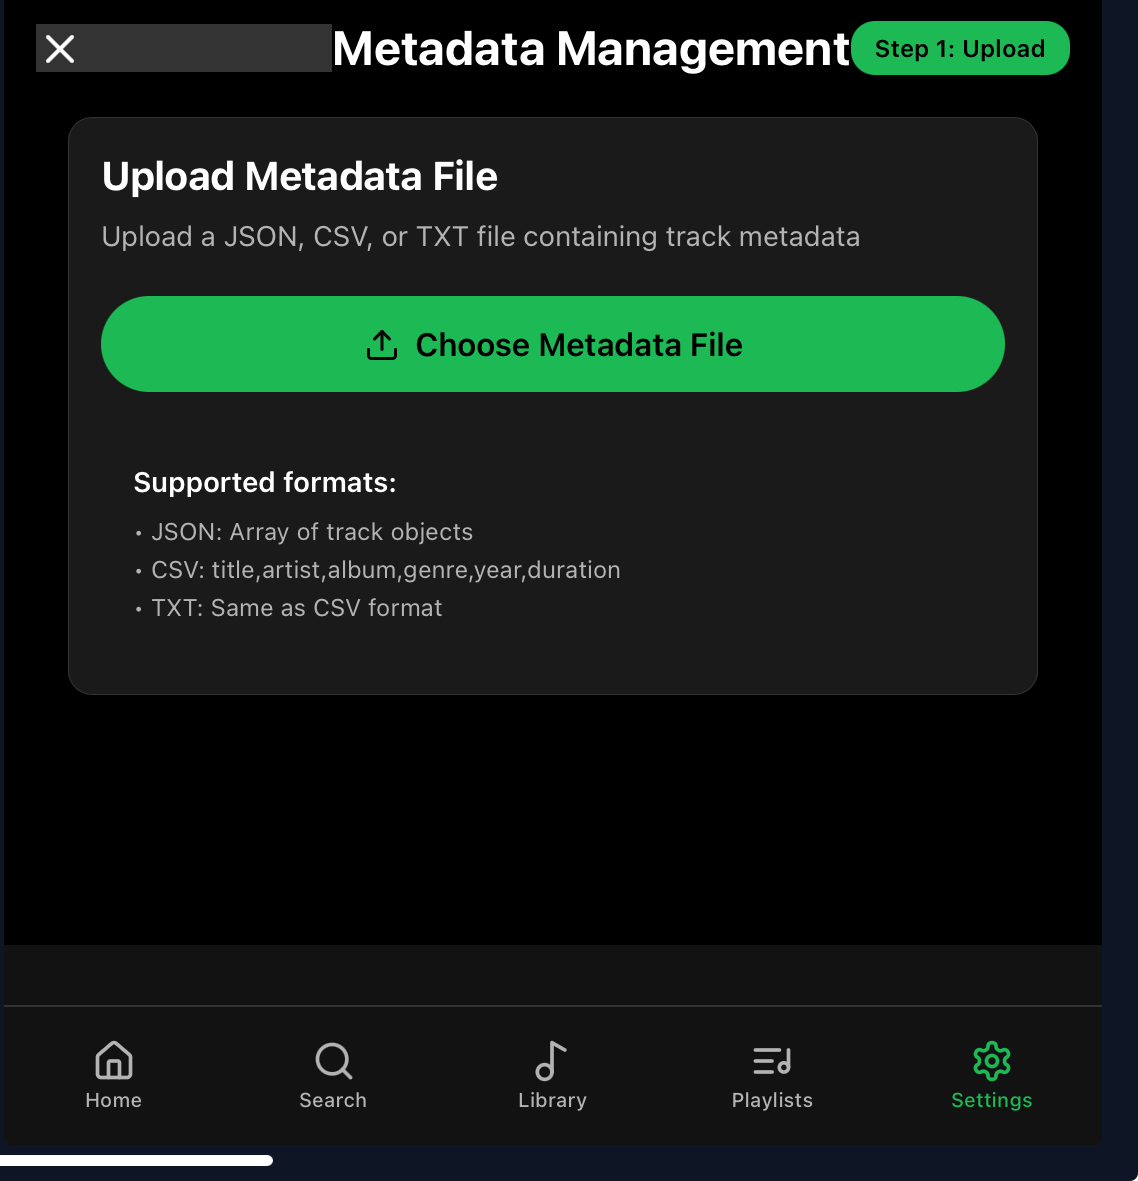 Metadata Management
Step 1: Upload
Upload Metadata File
Upload a JSON, CSV, or TXT file containing track metadata
Choose Metadata File
Supported formats:
• JSON: Array of track objects
• CSV: title,artist,album,genre,year,duration
• TXT: Same as CSV format
Home
Search
Library
Playlists
Settings